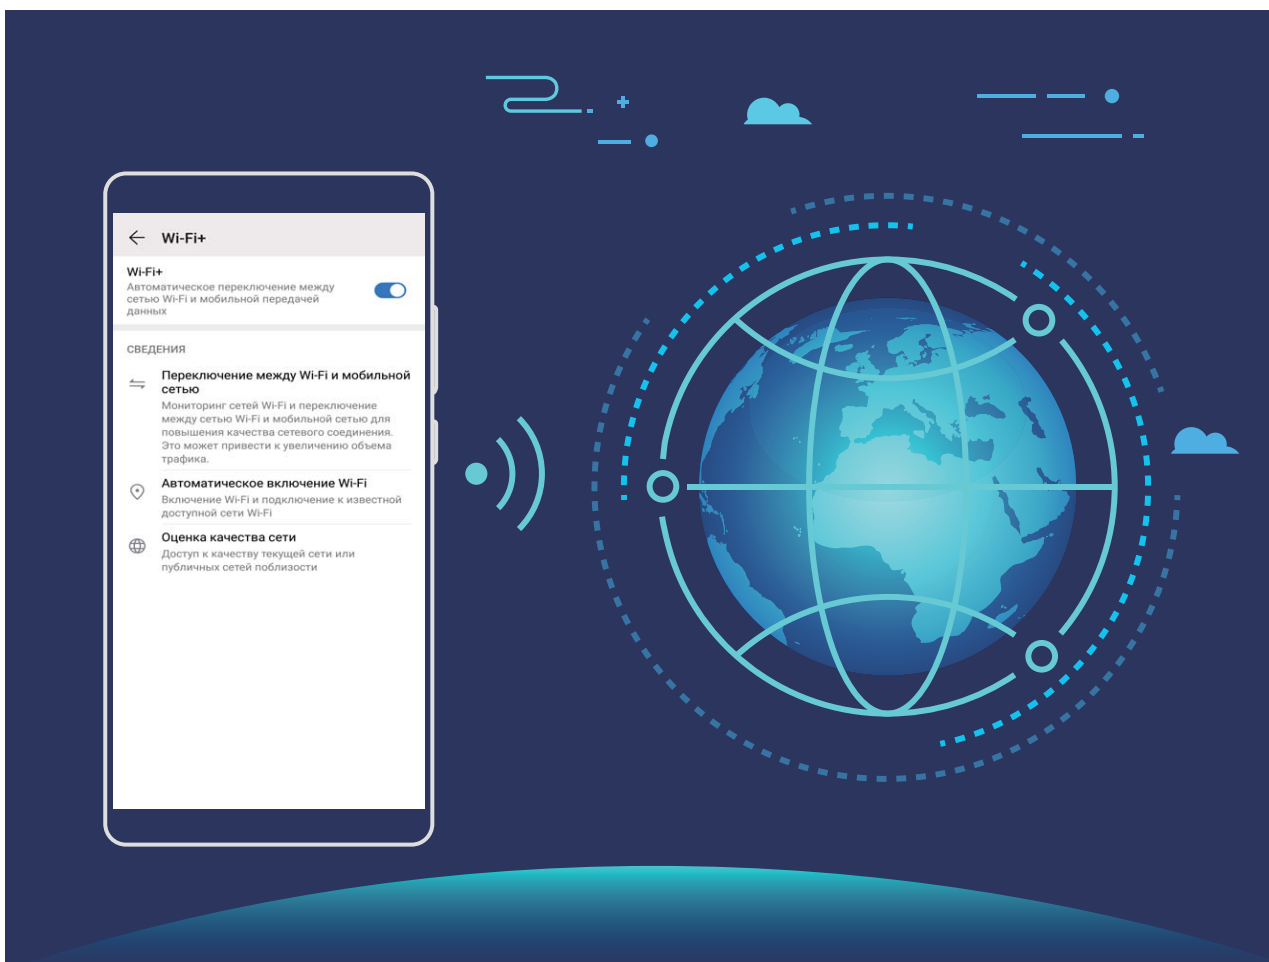 Wi-Fi+
Wi-Fi+
Автоматическое переключение между
сетью Wi-Fi и мобильной передачей
данных
СВЕДЕНИЯ
Переключение между Wi-Fi и мобильной
сетью
Мониторинг сетей Wi-Fi и переключение
между сетью Wi-Fi и мобильной сетью для
повышения качества сетевого соединения.
Это может привести к увеличению объема
трафика.
Автоматическое включение Wi-Fi
Включение Wi-Fi и подключение к известной
доступной сети Wi-Fi
Оценка качества сети
Доступ к качеству текущей сети или
публичных сетей поблизости